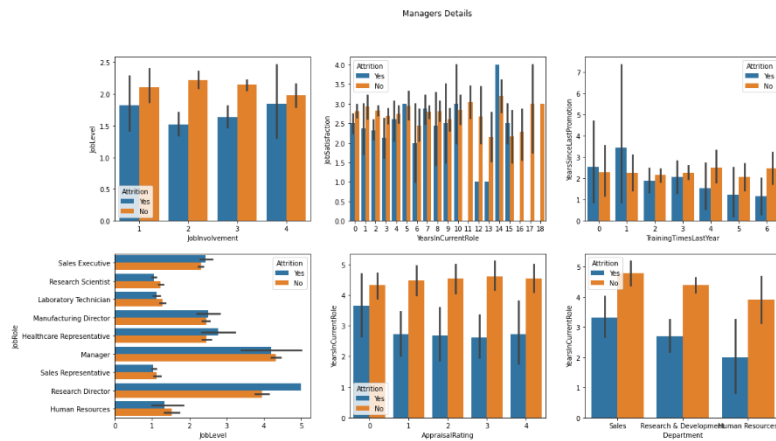 Managers Details
2.5
2.0
1.5
1.0
0.5
0.0
JobLevel
Attrition
Yes
No
1 2 3 4
JobInvolvement
4.0
3.5
3.0
2.5
2.0
1.5
1.0
0.5
0.0
JobSatisfaction
Attrition
Yes
No
0 1 2 3 4 5 6 7 8 9 10 11 12 13 14 15 16 17 18
YearsInCurrentRole
7
6
5
4
3
2
1
0
YearsSinceLastPromotion
Attrition
Yes
No
0 1 2 3 4 5 6
TrainingTimesLastYear
JobRole
Sales Executive
Research Scientist
Laboratory Technician
Manufacturing Director
Healthcare Representative
Manager
Sales Representative
Research Director
Human Resources
Attrition
Yes
No
0 1 2 3 4 5
JobLevel
5
4
3
2
1
0
YearsInCurrentRole
Attrition
Yes
No
0 1 2 3 4
AppraisalRating
5
4
3
2
1
0
YearsInCurrentRole
Attrition
Yes
No
Sales Research & Development Human Resources
Department